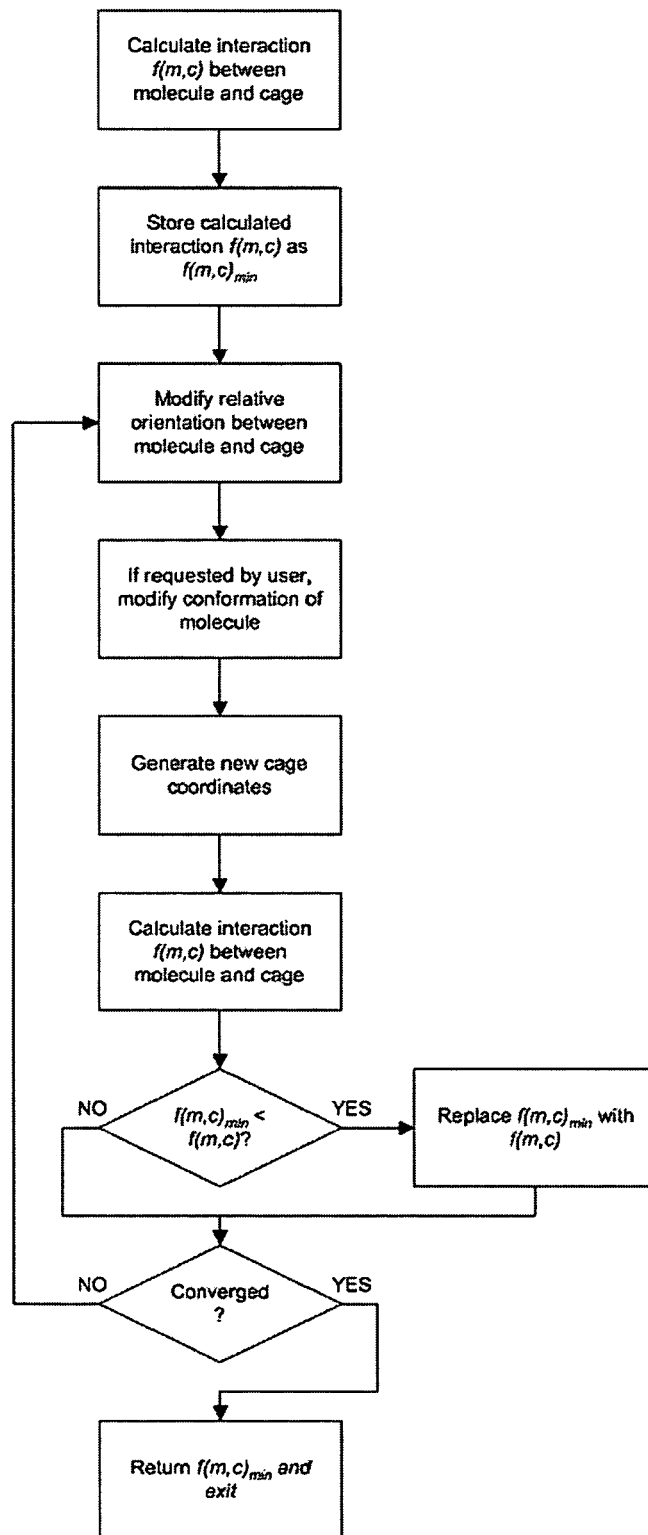 Calculate interaction
f(m,c) between
molecule and cage
Store calculated
interaction f(m,c) as
f(m,c)min
Modify relative
orientation between
molecule and cage
If requested by user,
modify conformation of
molecule
Generate new cage
coordinates
Calculate interaction
f(m,c) between
molecule and cage
NO
f(m,c)min <
f(m,c)?
YES
Replace f(m,c)min with
f(m,c)
NO
Converged
?
YES
Return f(m,c)min and
exit